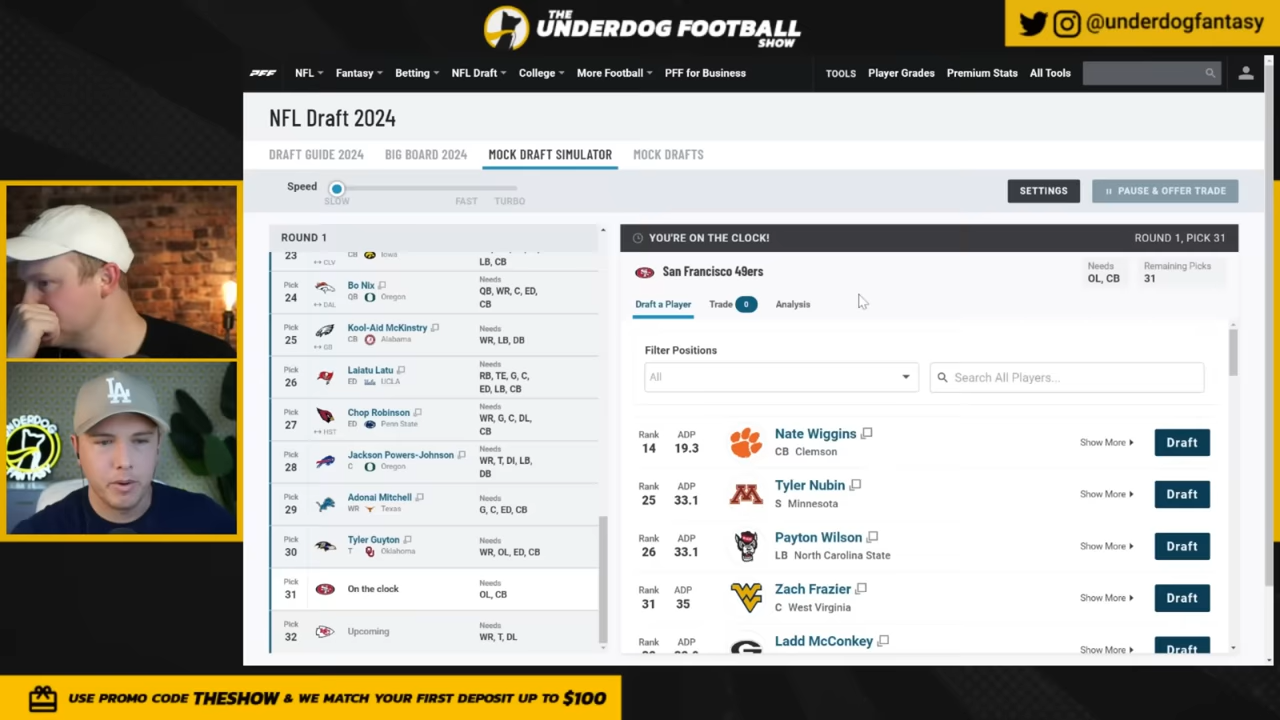 THE
UNDERDOG FOOTBALL
SHOW
@underdogfantasy
PFF NFL Fantasy Betting NFL Draft College More Football PFF for Business TOOLS Player Grades Premium Stats All Tools
NFL Draft 2024
DRAFT GUIDE 2024 BIG BOARD 2024 MOCK DRAFT SIMULATOR MOCK DRAFTS
Speed
SLOW FAST TURBO
SETTINGS
PAUSE & OFFER TRADE
ROUND 1
23 CB Iowa LB, CB
↔ CLV
Pick
24
↔ DAL
Bo Nix
QB Oregon
Needs
QB, WR, C, ED,
CB
Pick
25
↔ GB
Kool-Aid McKinstry
CB Alabama
Needs
WR, LB, DB
Pick
26
Laiatu Latu
ED UCLA
Needs
RB, TE, G, C,
ED, LB, CB
Pick
27
↔ HST
Chop Robinson
ED Penn State
Needs
WR, G, C, DL,
CB
Pick
28
Jackson Powers-Johnson
C Oregon
Needs
WR, T, DI, LB,
DB
Pick
29
Adonai Mitchell
WR Texas
Needs
G, C, ED, CB
Pick
30
Tyler Guyton
T Oklahoma
Needs
WR, OL, ED, CB
Pick
31
On the clock
Needs
OL, CB
Pick
32
Upcoming
Needs
WR, T, DL
YOU'RE ON THE CLOCK! ROUND 1, PICK 31
San Francisco 49ers
Needs
OL, CB
Remaining Picks
31
Draft a Player Trade 0 Analysis
Filter Positions
All
Search All Players...
Rank
14
ADP
19.3
Nate Wiggins
CB Clemson
Show More
Draft
Rank
25
ADP
33.1
Tyler Nubin
S Minnesota
Show More
Draft
Rank
26
ADP
33.1
Payton Wilson
LB North Carolina State
Show More
Draft
Rank
31
ADP
35
Zach Frazier
C West Virginia
Show More
Draft
Rank
ADP
Ladd McConkey
Show More
Draft
LA
UNDERDOG
FANTASY
USE PROMO CODE THESHOW & WE MATCH YOUR FIRST DEPOSIT UP TO $100